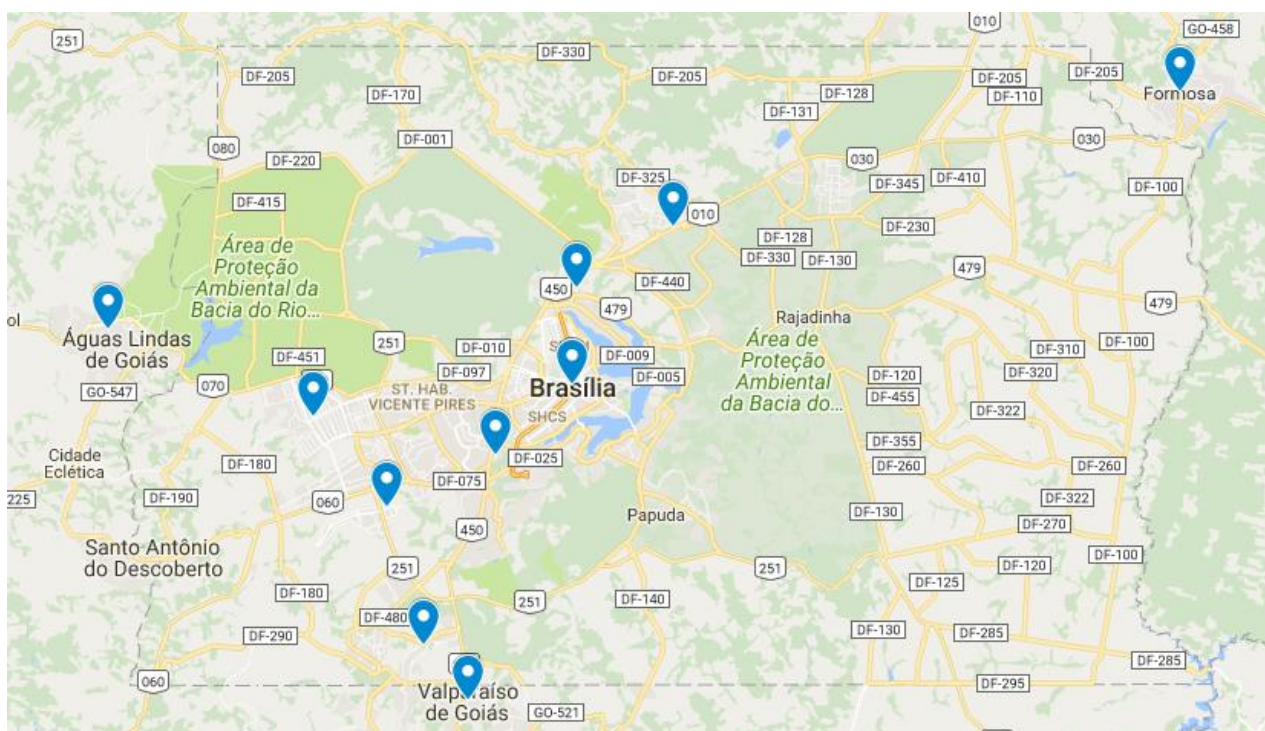 010
GO-458
251
DF-330
DF-205
DF-205
DF-205
DF-205
DF-170
DF-128
DF-110
Formosa
DF-131
DF-001
030
080
DF-220
030
DF-325
DF-345
DF-410
DF-100
DF-415
010
DF-230
Área de
Proteção
Ambiental da
Bacia do Rio...
DF-128
DF-330
DF-130
479
DF-440
450
479
479
ol
Rajadinha
Águas Lindas
de Goiás
251
DF-010
DF-009
Área de
Proteção
Ambiental
da Bacia do...
DF-310
DF-100
DF-451
DF-097
DF-005
DF-120
DF-320
070
GO-547
ST. HAB.
VICENTE PIRES
Brasília
DF-455
DF-322
SHCS
DF-355
Cidade
Eclética
DF-180
DF-025
DF-260
DF-260
DF-075
225
DF-190
060
DF-322
Papuda
DF-130
450
DF-270
Santo Antônio
do Descoberto
DF-100
251
251
DF-120
DF-180
DF-125
251
DF-140
DF-480
DF-290
DF-130
DF-285
DF-285
060
DF-295
Valparaíso
de Goiás
GO-521